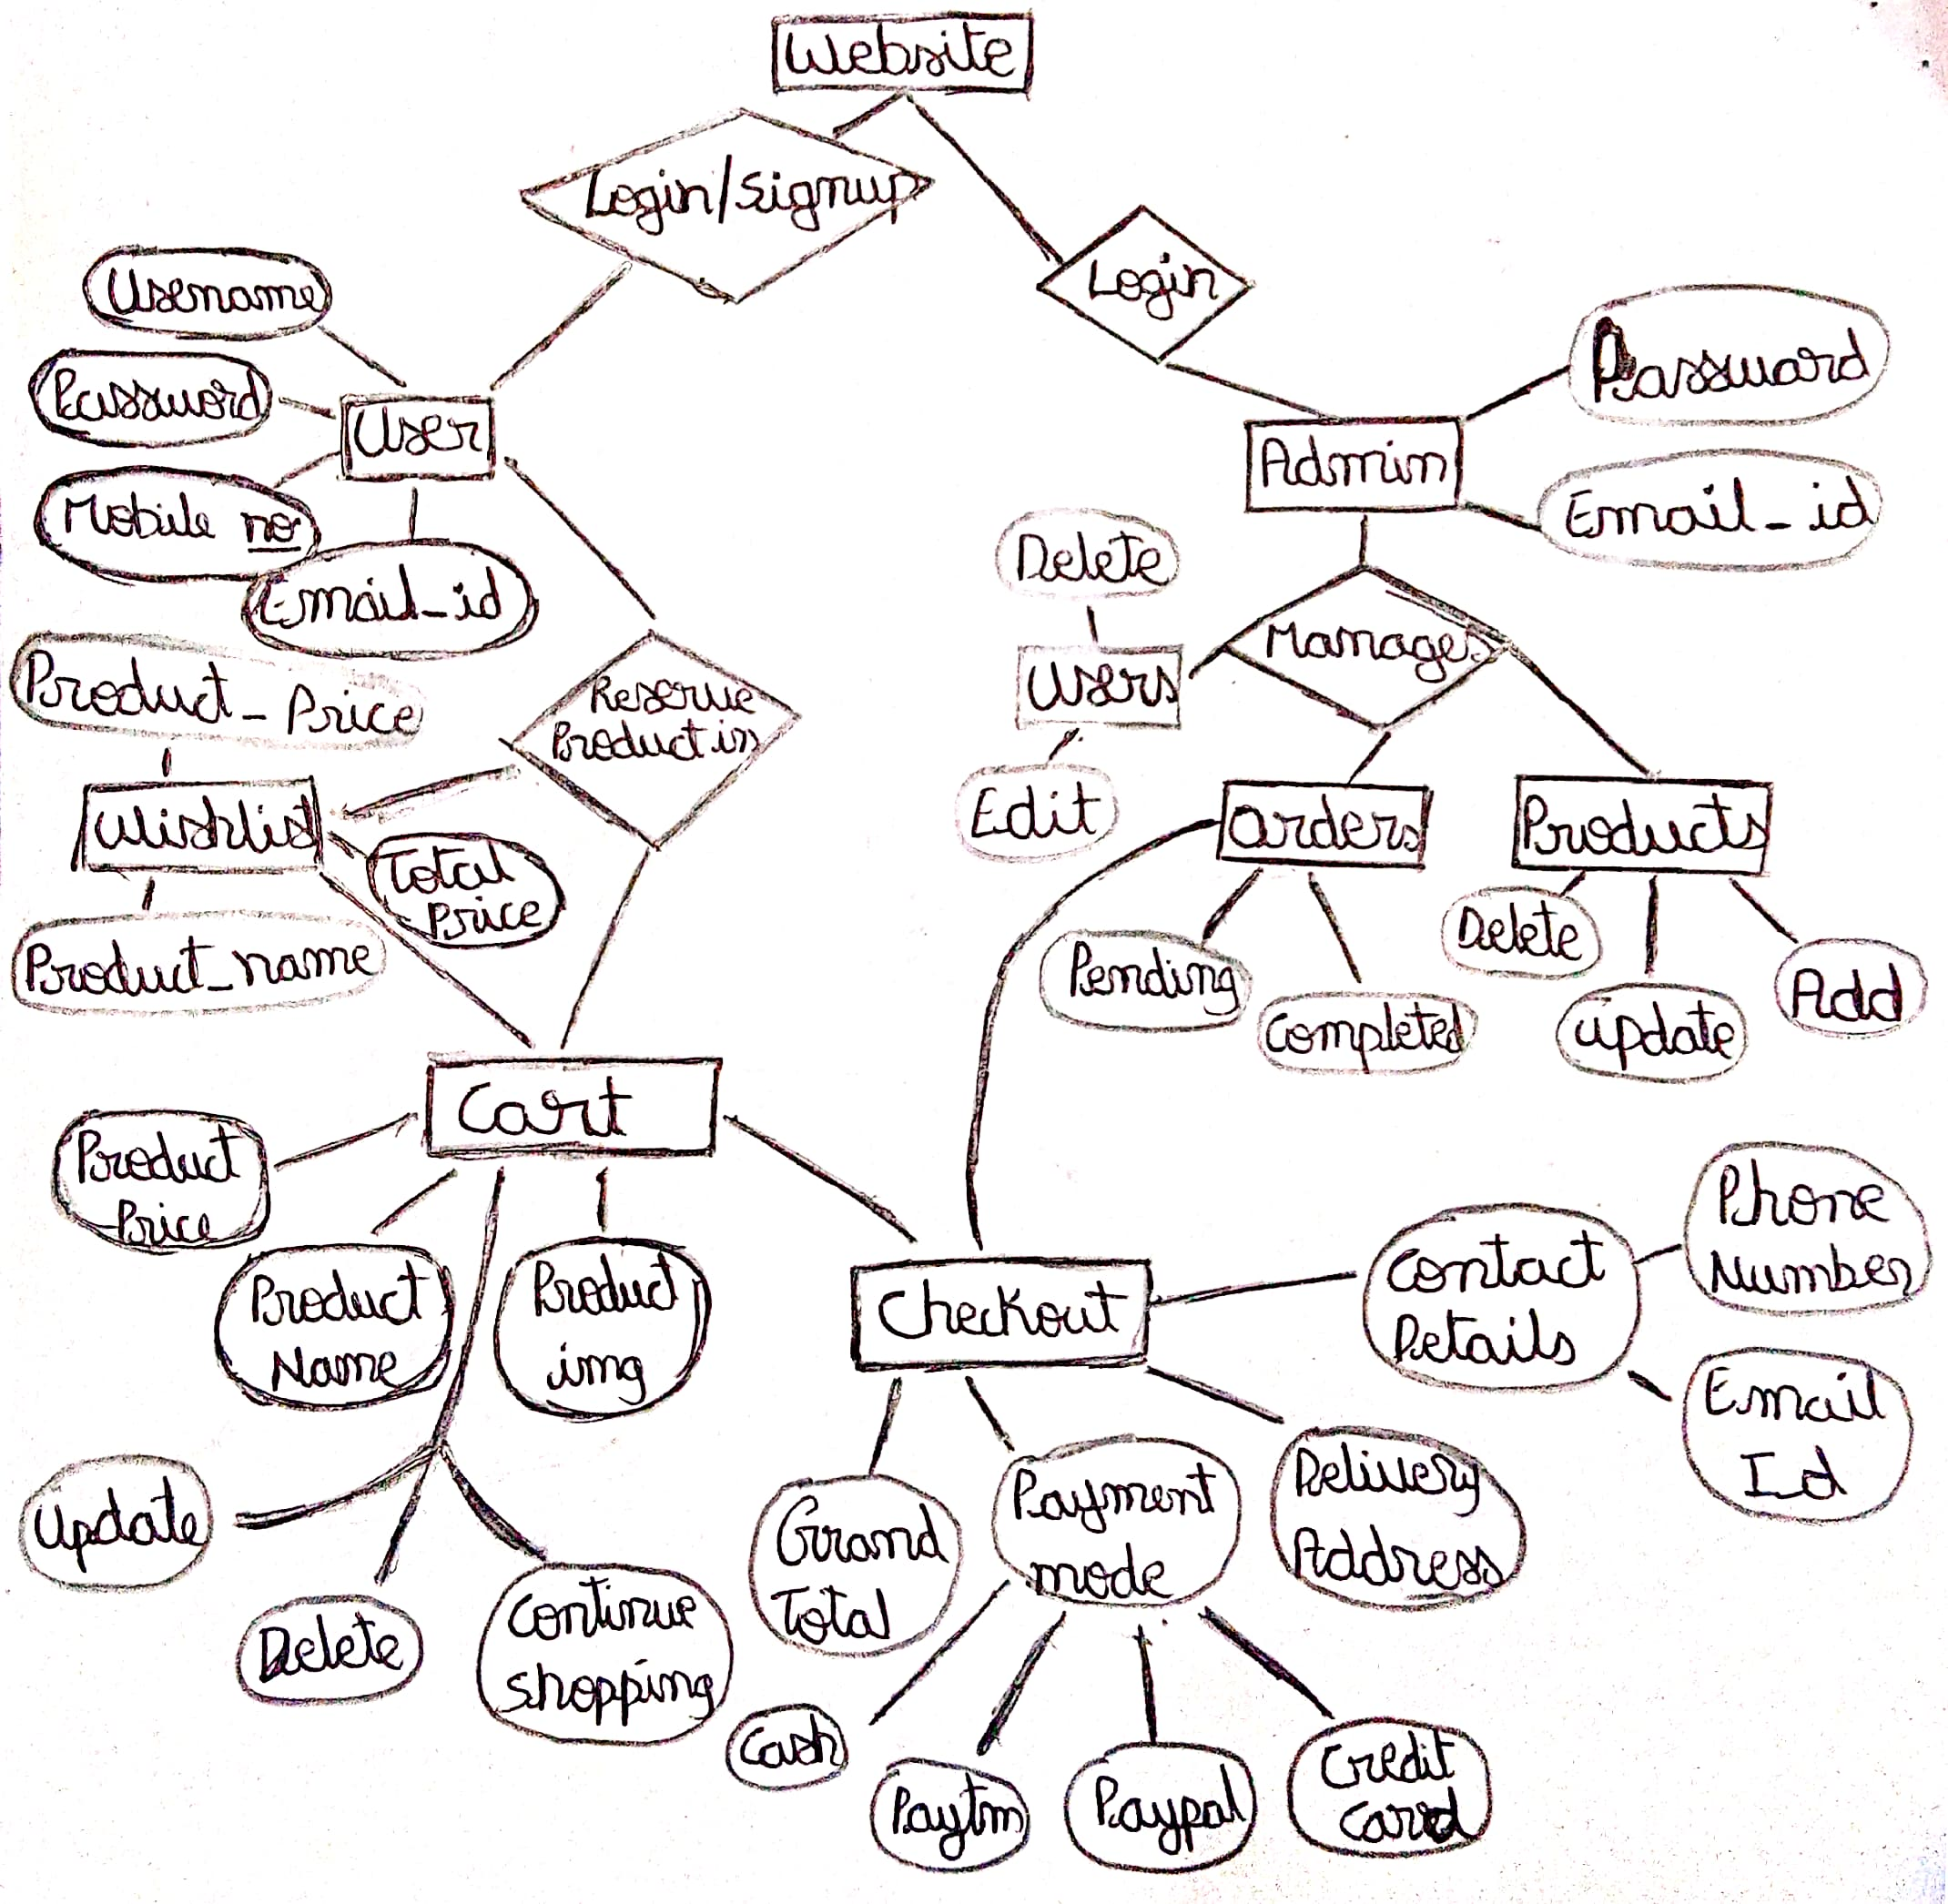 Website
Login/Signup
Login
Username
Password
Mobile no
Email_id
User
Admin
Password
Email_id
Delete
Users
Edit
Manages
Product_Price
Reserve
Product in
Wishlist
Total
Price
Product_name
Orders
Products
Pending
Completed
Delete
update
Add
Cart
Product
Price
Product
Name
Product
img
Update
Delete
Continue
shopping
Checkout
Contact
Details
Phone
Number
Email
Id
Grand
Total
Payment
mode
Delivery
Address
Cash
Paytm
Paypal
Credit
Card